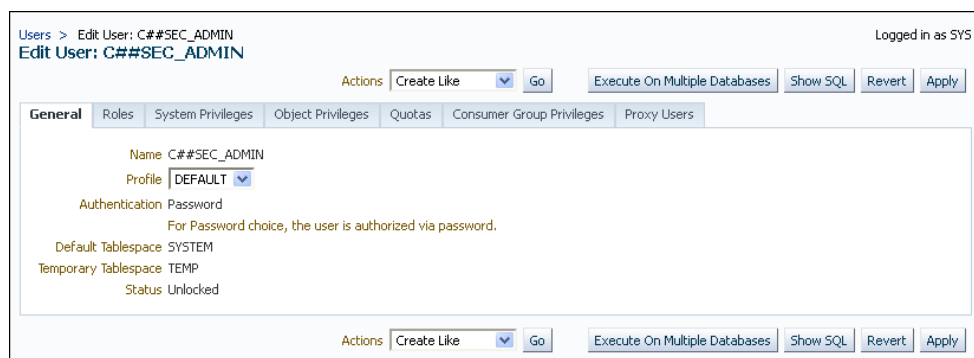 Users > Edit User: C##SEC_ADMIN
Logged in as SYS
Edit User: C##SEC_ADMIN
Actions Create Like Go Execute On Multiple Databases Show SQL Revert Apply
General Roles System Privileges Object Privileges Quotas Consumer Group Privileges Proxy Users
Name C##SEC_ADMIN
Profile DEFAULT
Authentication Password
For Password choice, the user is authorized via password.
Default Tablespace SYSTEM
Temporary Tablespace TEMP
Status Unlocked
Actions Create Like Go Execute On Multiple Databases Show SQL Revert Apply